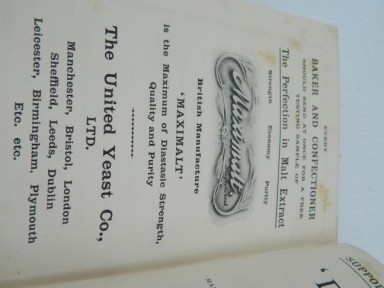 EVERY
BAKER AND CONFECTIONER
SHOULD SEND AT ONCE FOR A FREE
TESTING SAMPLE OF
The Perfection in Malt Extract
Strength Economy Purity
Maximalt
British Manufacture
'MAXIMALT'
is the Maximum of Diastasic Strength,
Quality and Purity
The United Yeast Co.,
LTD.
Manchester, Bristol, London
Sheffield, Leeds, Dublin
Leicester, Birmingham, Plymouth
Etc. etc.